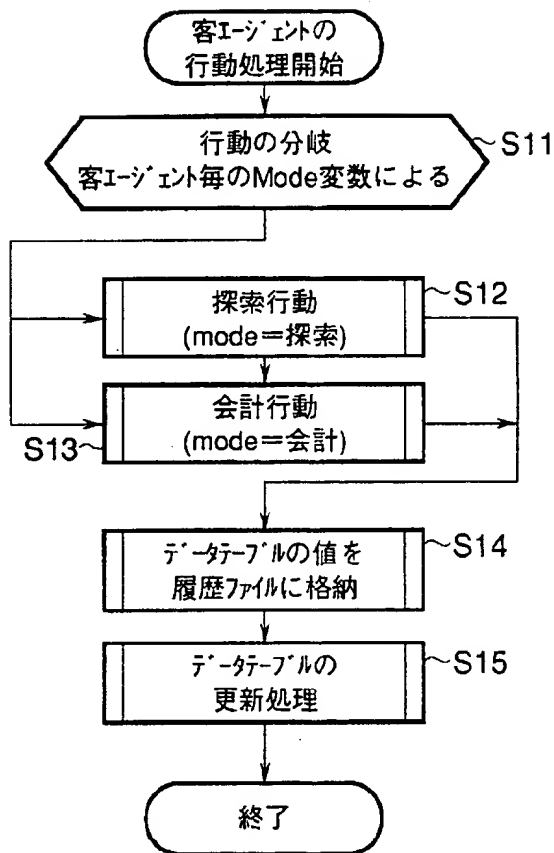 客ｴｰｼﾞｪﾝﾄの
行動処理開始
行動の分岐
客ｴｰｼﾞｪﾝﾄ毎のMode変数による
S11
探索行動
(mode＝探索)
S12
会計行動
(mode＝会計)
S13
ﾃﾞｰﾀﾃｰﾌﾞﾙの値を
履歴ﾌｧｲﾙに格納
S14
ﾃﾞｰﾀﾃｰﾌﾞﾙの
更新処理
S15
終了